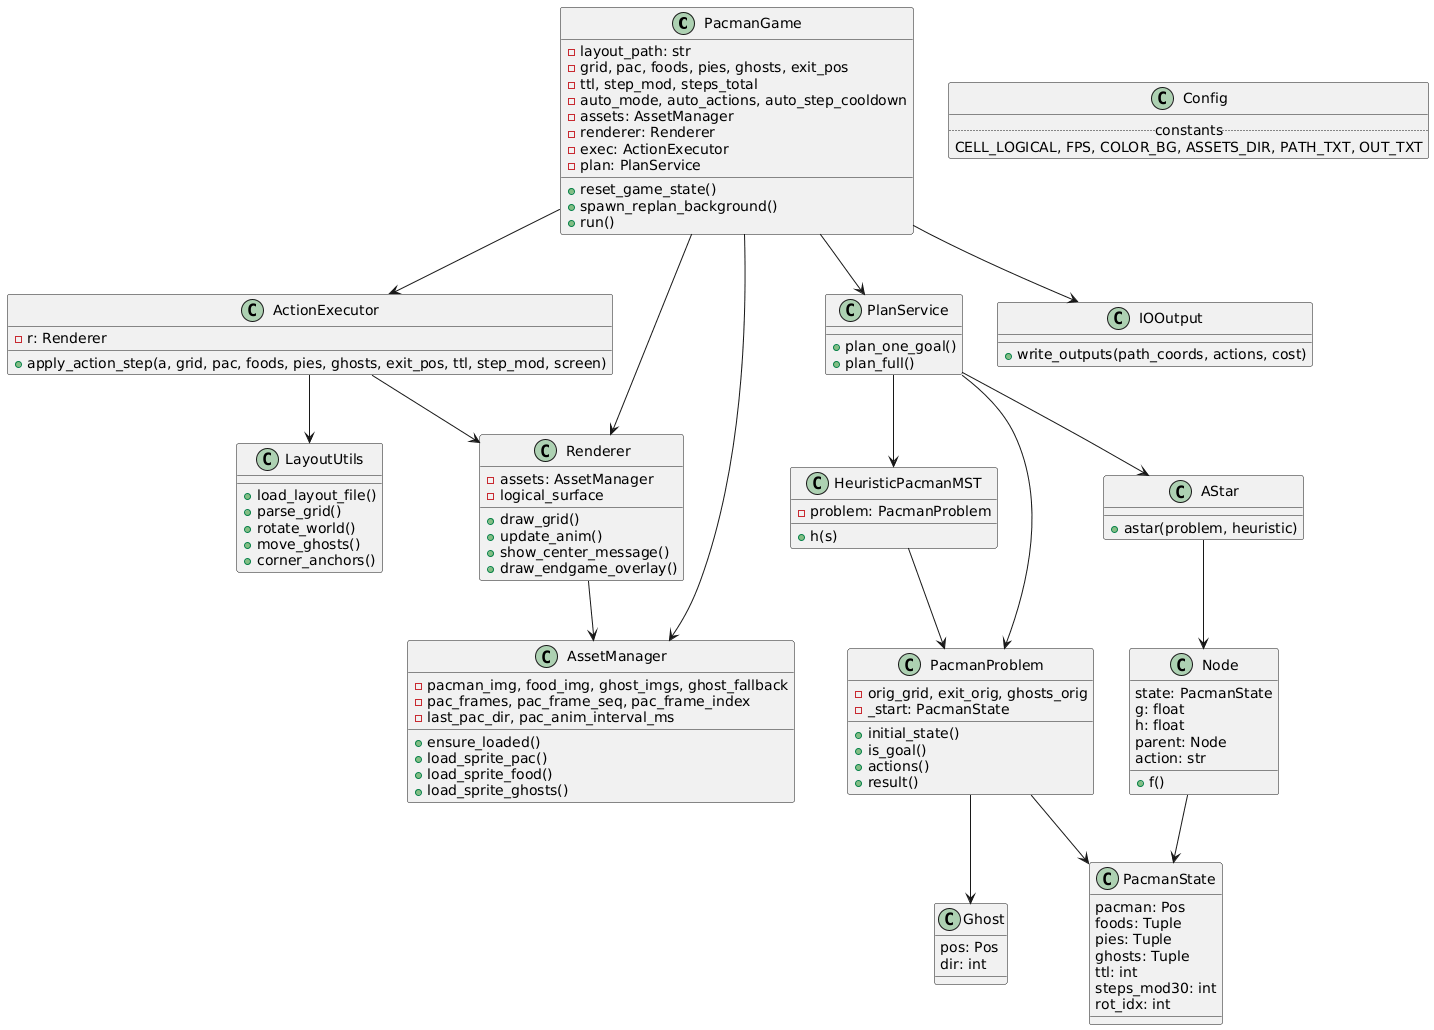 C PacmanGame
layout_path: str
grid, pac, foods, pies, ghosts, exit_pos
ttl, step_mod, steps_total
auto_mode, auto_actions, auto_step_cooldown
assets: AssetManager
renderer: Renderer
exec: ActionExecutor
plan: PlanService
reset_game_state()
spawn_replan_background()
run()
C Config
constants
CELL_LOGICAL, FPS, COLOR_BG, ASSETS_DIR, PATH_TXT, OUT_TXT
C ActionExecutor
r: Renderer
apply_action_step(a, grid, pac, foods, pies, ghosts, exit_pos, ttl, step_mod, screen)
C PlanService
plan_one_goal()
plan_full()
C IOOutput
write_outputs(path_coords, actions, cost)
C LayoutUtils
load_layout_file()
parse_grid()
rotate_world()
move_ghosts()
corner_anchors()
C Renderer
assets: AssetManager
logical_surface
draw_grid()
update_anim()
show_center_message()
draw_endgame_overlay()
C HeuristicPacmanMST
problem: PacmanProblem
h(s)
C AStar
astar(problem, heuristic)
C AssetManager
pacman_img, food_img, ghost_imgs, ghost_fallback
pac_frames, pac_frame_seq, pac_frame_index
last_pac_dir, pac_anim_interval_ms
ensure_loaded()
load_sprite_pac()
load_sprite_food()
load_sprite_ghosts()
C PacmanProblem
orig_grid, exit_orig, ghosts_orig
_start: PacmanState
initial_state()
is_goal()
actions()
result()
C Node
state: PacmanState
g: float
h: float
parent: Node
action: str
f()
C Ghost
pos: Pos
dir: int
C PacmanState
pacman: Pos
foods: Tuple
pies: Tuple
ghosts: Tuple
ttl: int
steps_mod30: int
rot_idx: int